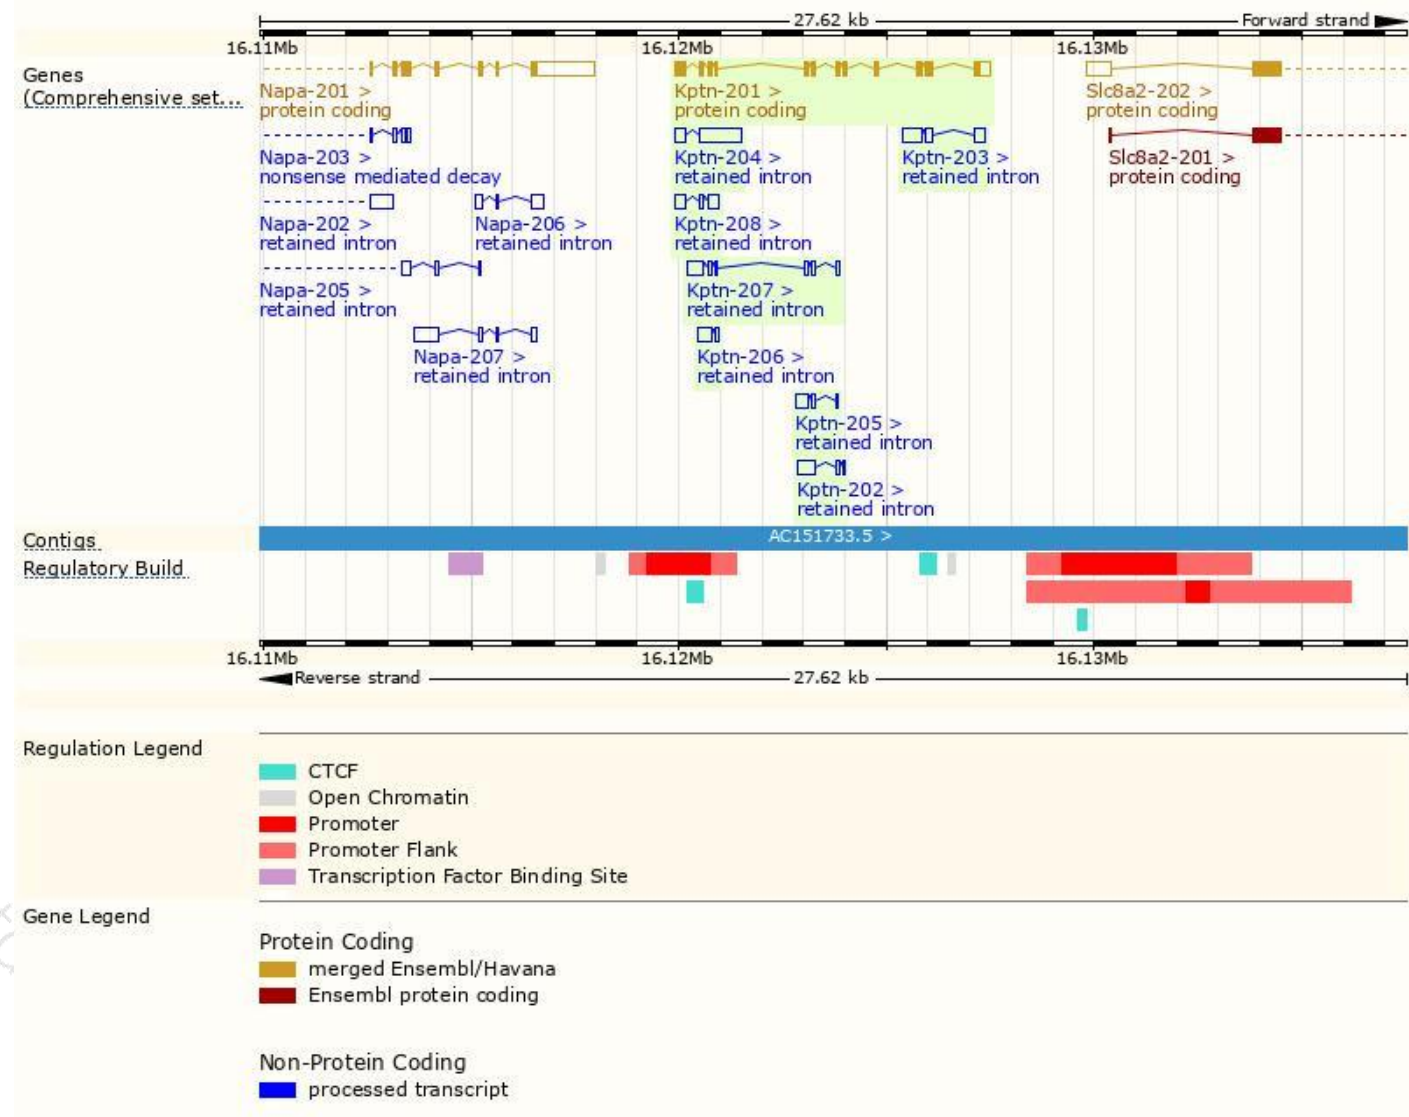 27.62 kb Forward strand
16.11Mb 16.12Mb 16.13Mb
Genes
(Comprehensive set...
Napa-201 > Kptn-201 > Slc8a2-202 >
protein coding protein coding protein coding
Napa-203 > Kptn-204 > Kptn-203 > Slc8a2-201 >
nonsense mediated decay retained intron retained intron protein coding
Napa-202 > Napa-206 > Kptn-208 >
retained intron retained intron retained intron
Napa-205 > Kptn-207 >
retained intron retained intron
Napa-207 > Kptn-206 >
retained intron retained intron
Kptn-205 >
retained intron
Kptn-202 >
retained intron
Contigs AC151733.5 >
Regulatory Build
16.11Mb 16.12Mb 16.13Mb
Reverse strand 27.62 kb
Regulation Legend
CTCF
Open Chromatin
Promoter
Promoter Flank
Transcription Factor Binding Site
Gene Legend
Protein Coding
merged Ensembl/Havana
Ensembl protein coding
Non-Protein Coding
processed transcript